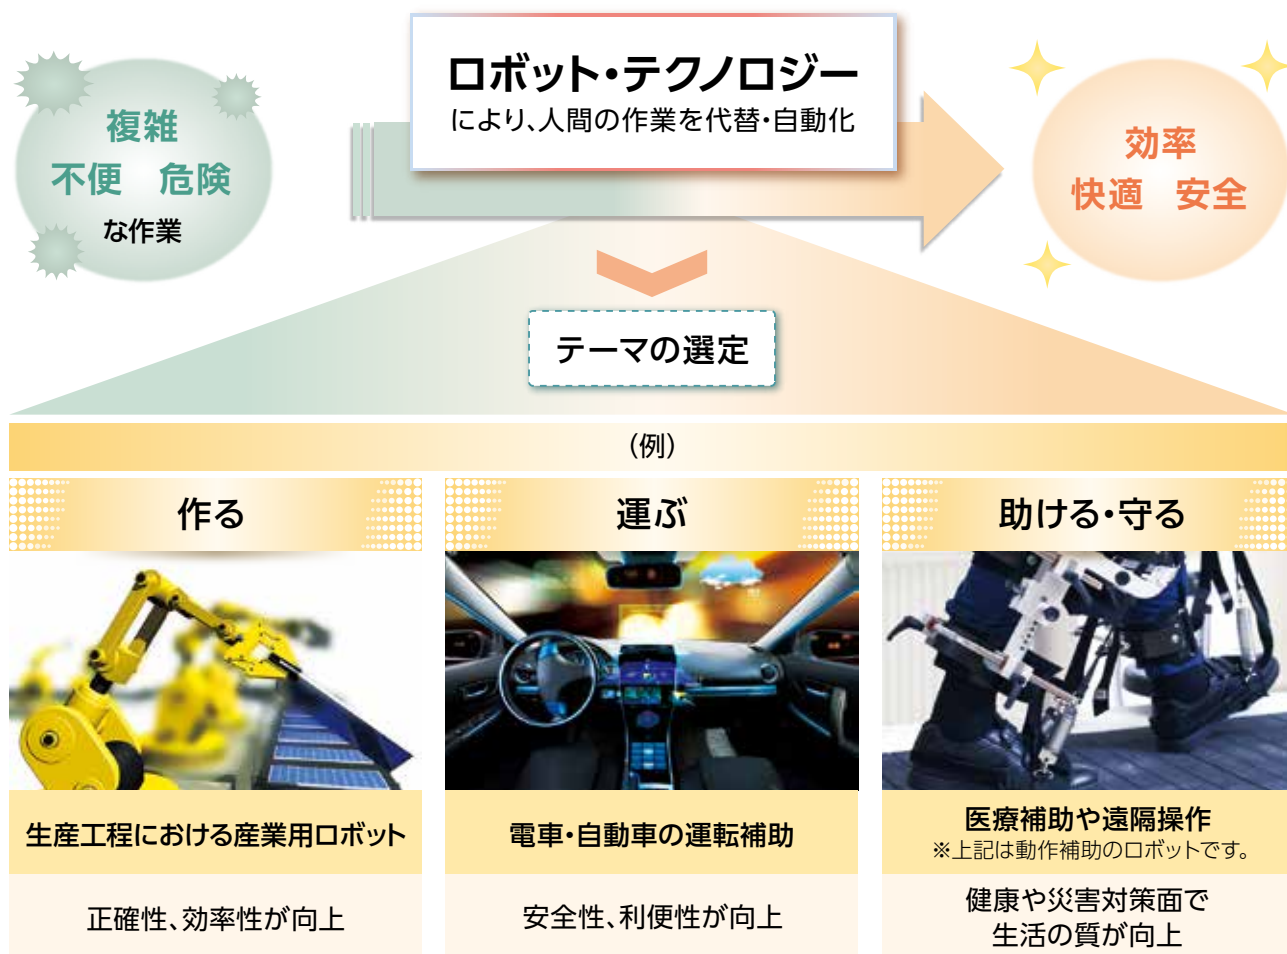 複雑
不便　危険
な作業
ロボット・テクノロジー
により、人間の作業を代替・自動化
効率
快適　安全
テーマの選定
（例）
作る
生産工程における産業用ロボット
正確性、効率性が向上
運ぶ
電車・自動車の運転補助
安全性、利便性が向上
助ける・守る
医療補助や遠隔操作
※上記は動作補助のロボットです。
健康や災害対策面で
生活の質が向上